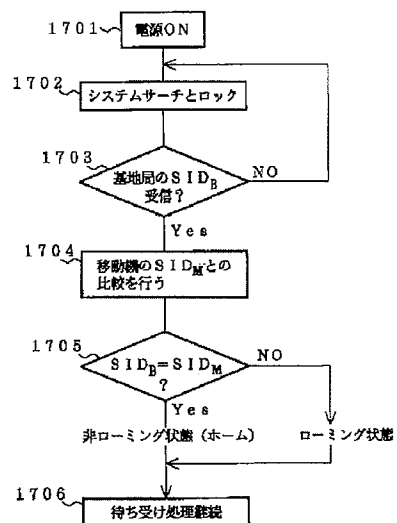 1701
電源ON
1702
システムサーチとロック
1703
基地局のSID_B
受信?
NO
Yes
1704
移動機のSID_Mとの
比較を行う
1705
SID_B=SID_M
?
NO
Yes
非ローミング状態(ホーム)
ローミング状態
1706
待ち受け処理継続